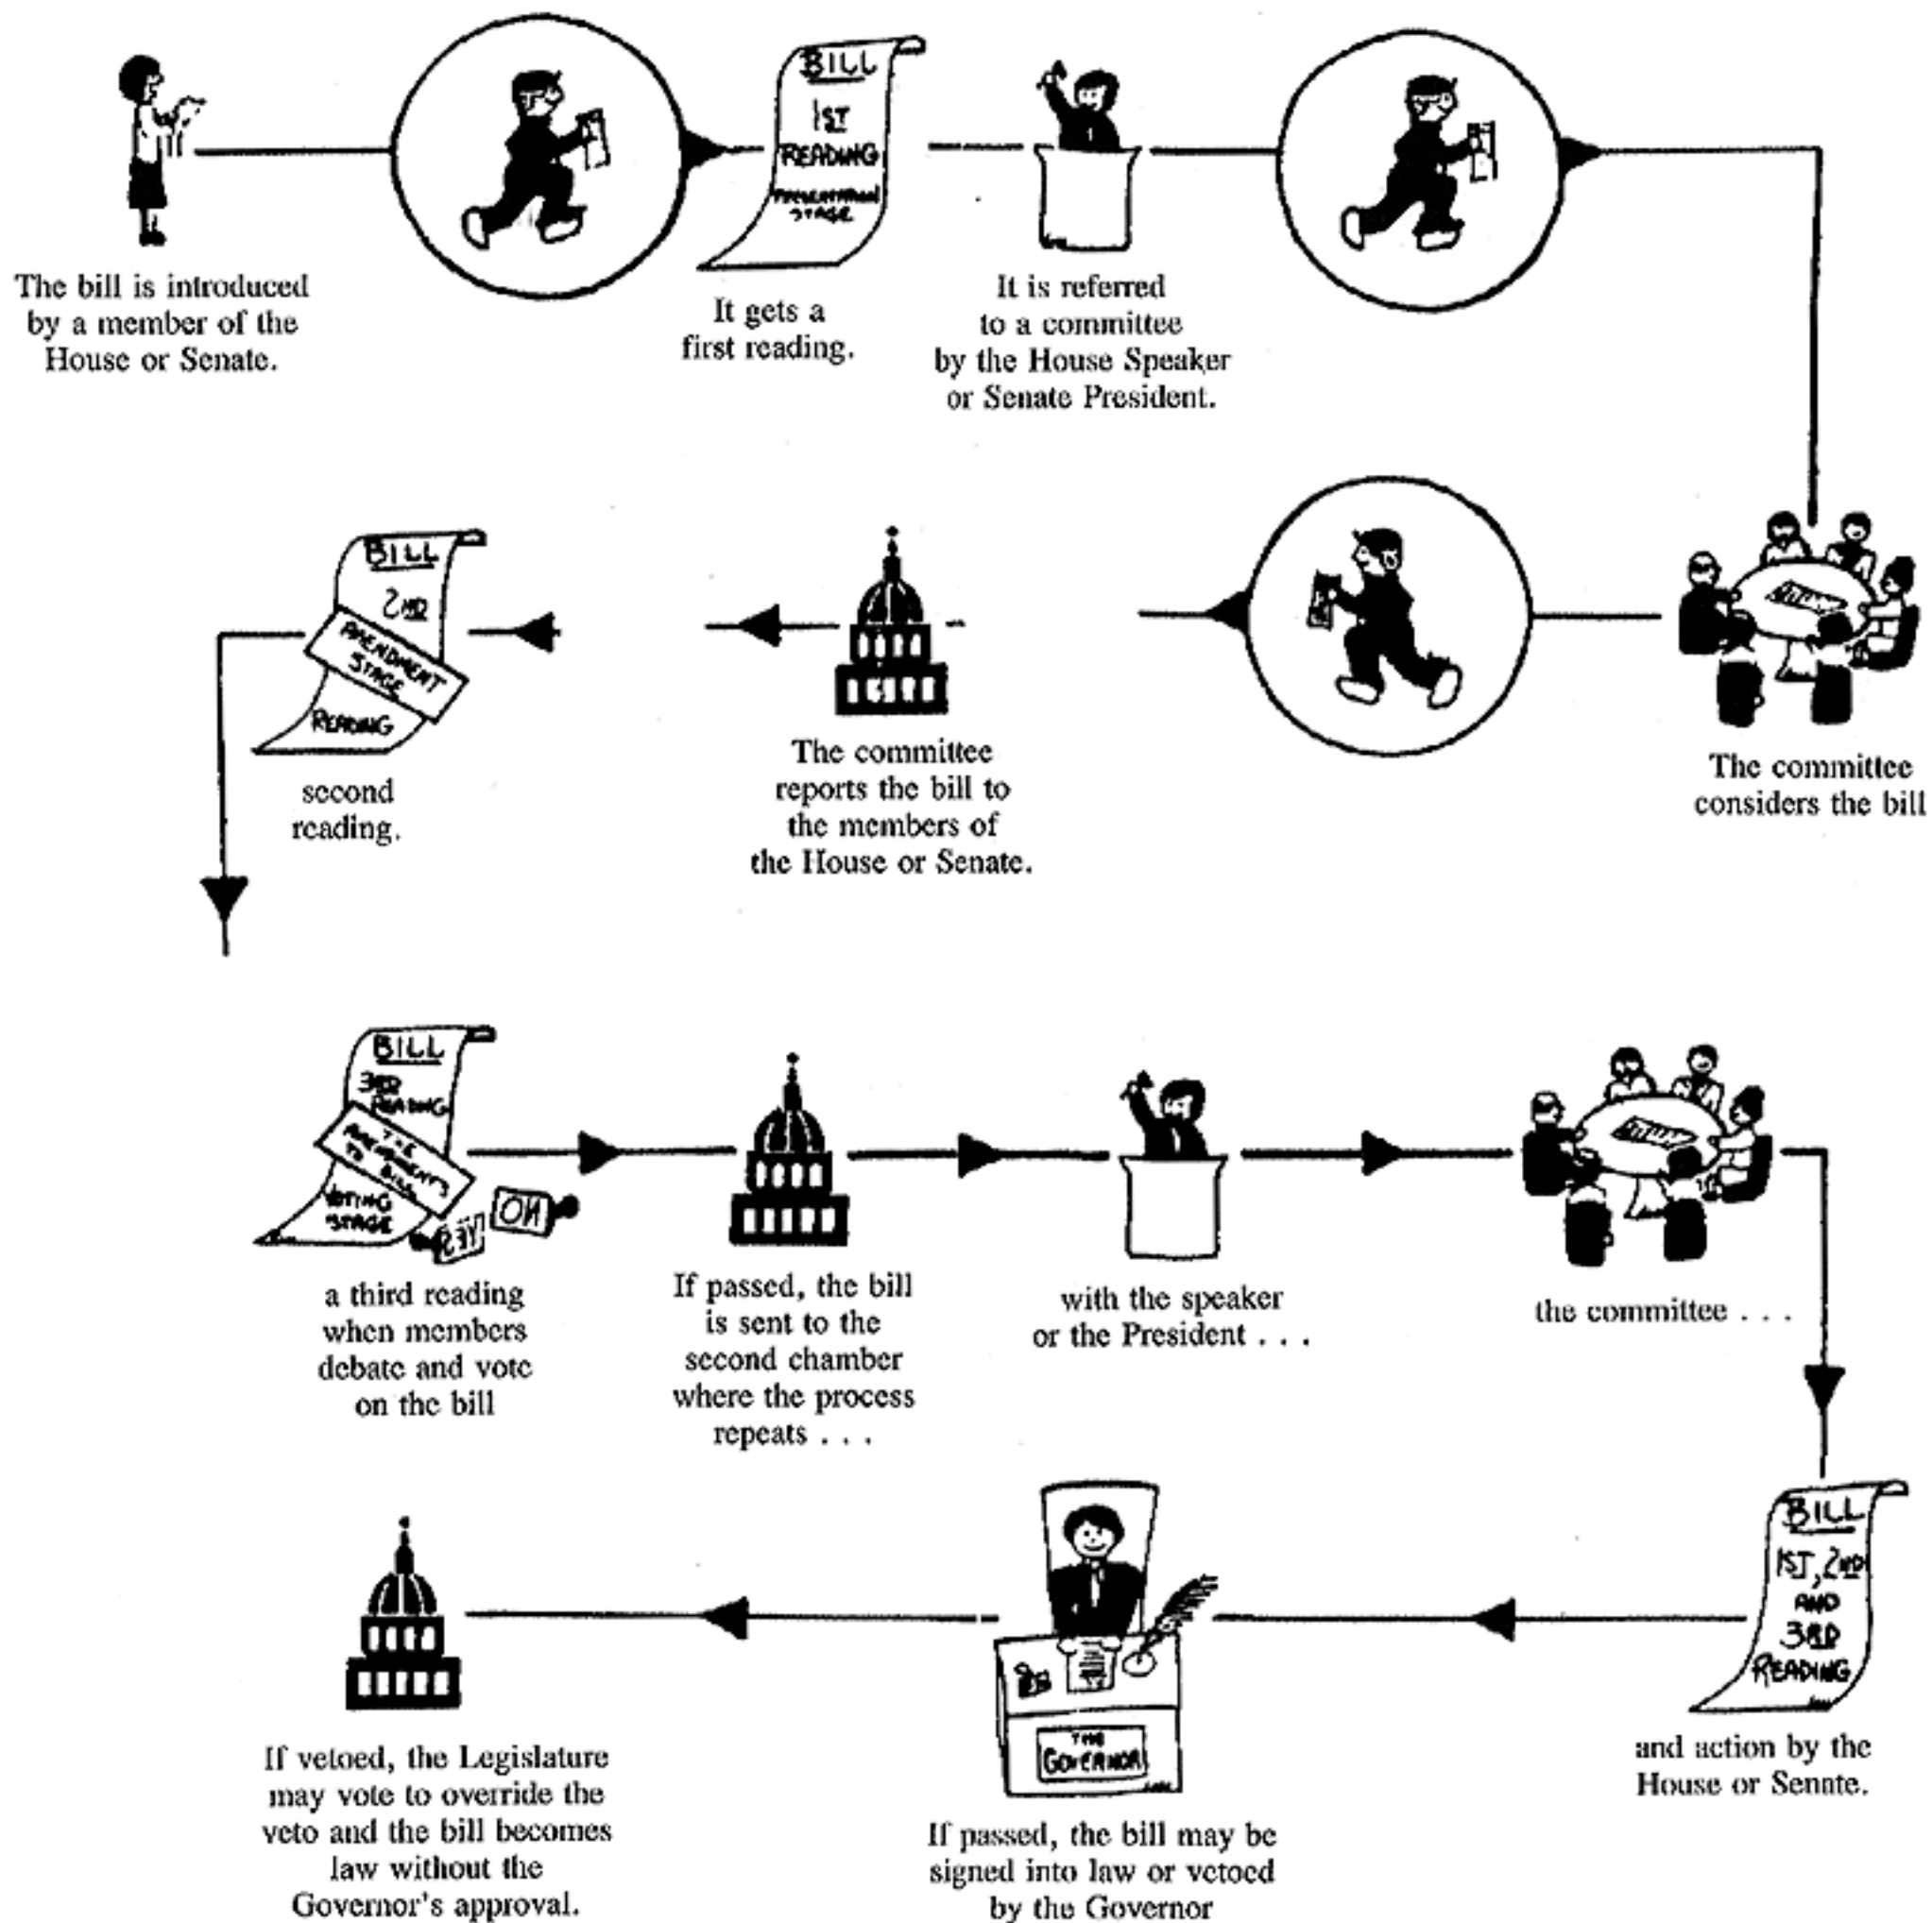 BILL
1ST
READING
PRESENTATION
STAGE
The bill is introduced
by a member of the
House or Senate.
It gets a
first reading.
It is referred
to a committee
by the House Speaker
or Senate President.
BILL
2ND
AMENDMENT
STAGE
READING
second
reading.
The committee
reports the bill to
the members of
the House or Senate.
The committee
considers the bill
BILL
3RD
READING
THE
AMENDMENTS
TO BILL
VOTING
STAGE
YES
NO
a third reading
when members
debate and vote
on the bill
If passed, the bill
is sent to the
second chamber
where the process
repeats . . .
with the speaker
or the President . . .
the committee . . .
BILL
1ST, 2ND
AND
3RD
READING
and action by the
House or Senate.
THE
GOVERNOR
If passed, the bill may be
signed into law or vetoed
by the Governor
If vetoed, the Legislature
may vote to override the
veto and the bill becomes
law without the
Governor's approval.